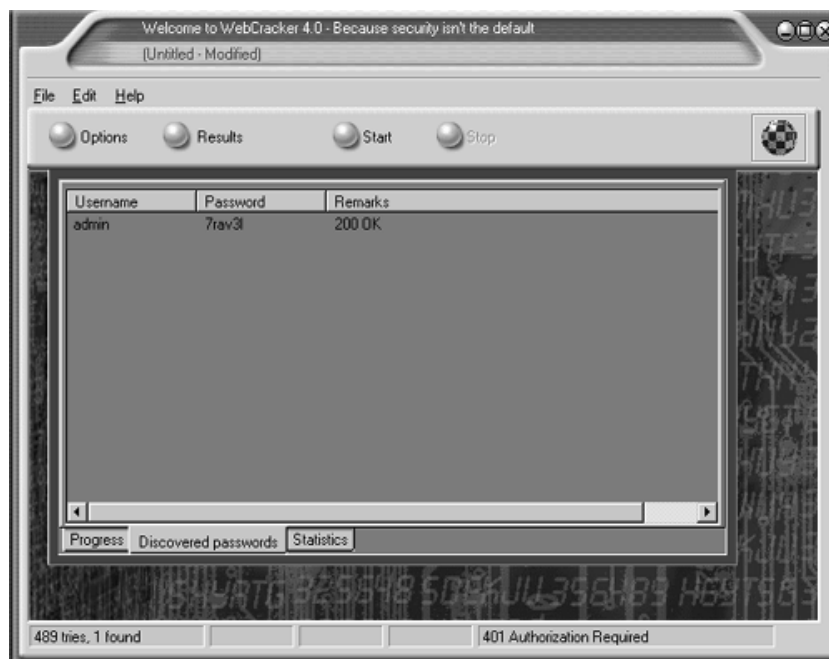 Welcome to WebCracker 4.0 - Because security isn't the default
(Untitled - Modified)
File Edit Help
Options Results Start Stop
Username Password Remarks
admin 7rav3l 200 OK
Progress Discovered passwords Statistics
489 tries, 1 found 401 Authorization Required